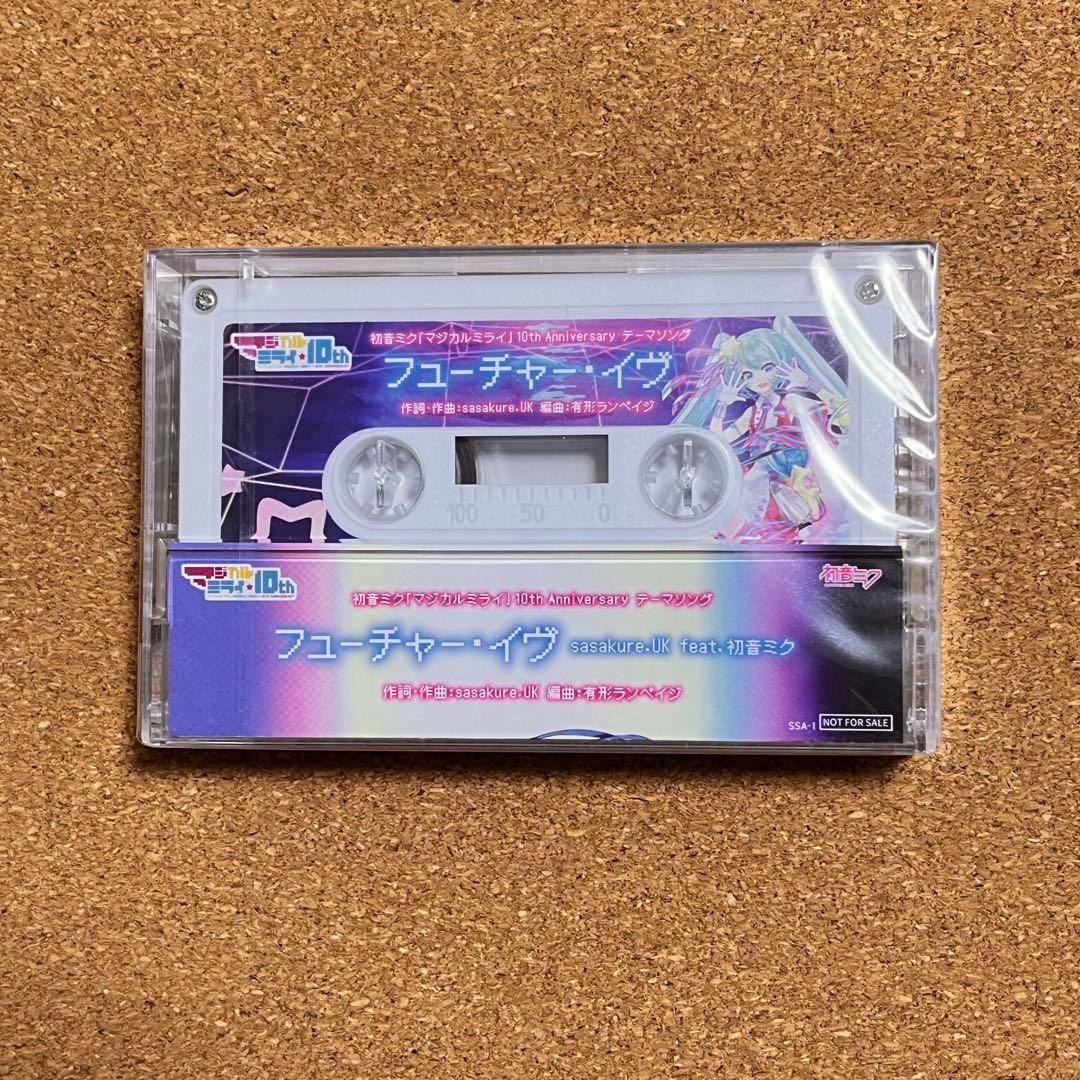 マジカルミライ★10th
初音ミク「マジカルミライ」10th Anniversary テーマソング
フューチャー・イヴ
作詞・作曲:sasakure.UK 編曲:有形ランペイジ
100 50 0
マジカルミライ★10th
初音ミク
初音ミク「マジカルミライ」10th Anniversary テーマソング
フューチャー・イヴ sasakure.UK feat.初音ミク
作詞・作曲:sasakure.UK 編曲:有形ランペイジ
SSA-1 NOT FOR SALE